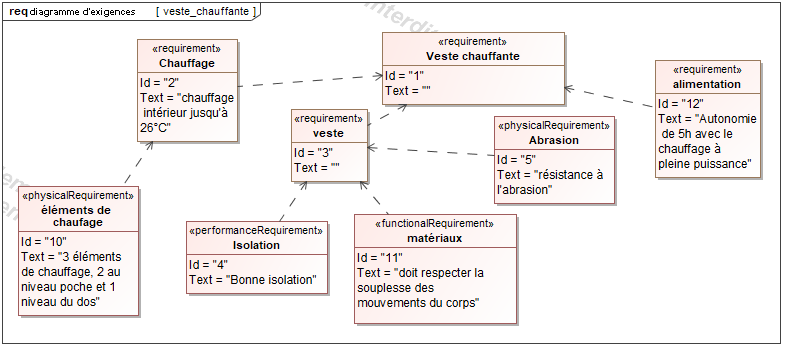 req diagramme d'exigences [ veste_chauffante ]
interdit
«requirement»
Chauffage
Id = "2"
Text = "chauffage
intérieur jusqu'à
26°C"
«requirement»
Veste chauffante
Id = "1"
Text = ""
«requirement»
alimentation
Id = "12"
Text = "Autonomie
de 5h avec le
chauffage à
pleine puissance"
«requirement»
veste
Id = "3"
Text = ""
«physicalRequirement»
Abrasion
Id = "5"
Text = "résistance à
l'abrasion"
«physicalRequirement»
éléments de
chaufage
Id = "10"
Text = "3 éléments
de chauffage, 2 au
niveau poche et 1
niveau du dos"
«performanceRequirement»
Isolation
Id = "4"
Text = "Bonne isolation"
«functionalRequirement»
matériaux
Id = "11"
Text = "doit respecter la
souplesse des
mouvements du corps"